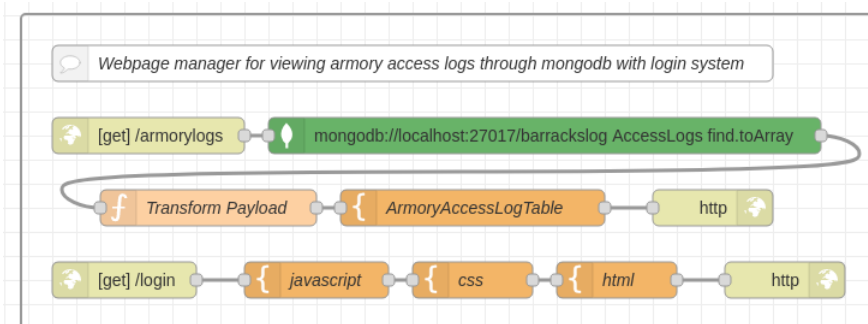 Webpage manager for viewing armory access logs through mongodb with login system
[get] /armorylogs
mongodb://localhost:27017/barrackslog AccessLogs find.toArray
Transform Payload
ArmoryAccessLogTable
http
[get] /login
javascript
css
html
http